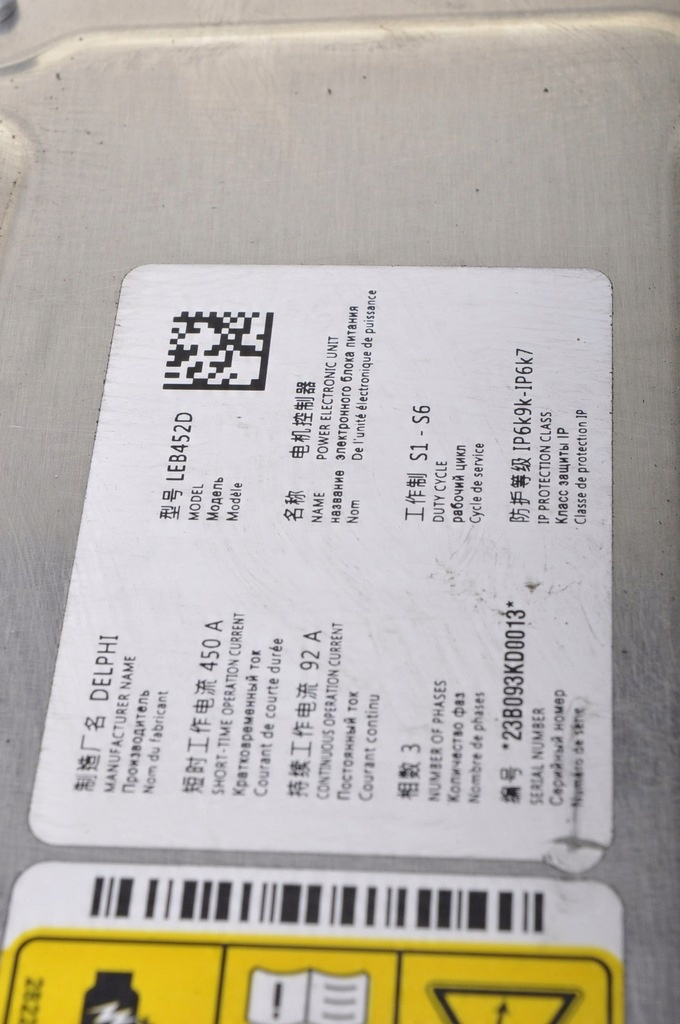 制造厂名 DELPHI
MANUFACTURER NAME
Производитель
Nom du fabricant
短时工作电流 450 A
SHORT-TIME OPERATION CURRENT
Кратковременный ток
Courant de courte durée
持续工作电流 92 A
CONTINUOUS OPERATION CURRENT
Постоянный ток
Courant continu
相数 3
NUMBER OF PHASES
Количество фаз
Nombre de phases
编号 *23B093KD0013*
SERIAL NUMBER
Серийный номер
Numéro de série
型号 LEB452D
MODEL
Модель
Modéle
名称 电机控制器
NAME POWER ELECTRONIC UNIT
название электронного блока питания
Nom De l'unité électronique de puissance
工作制 S1 - S6
DUTY CYCLE
рабочий цикл
Cycle de service
防护等级 IP6k9k-IP6k7
IP PROTECTION CLASS
Класс защиты IP
Classe de protection IP